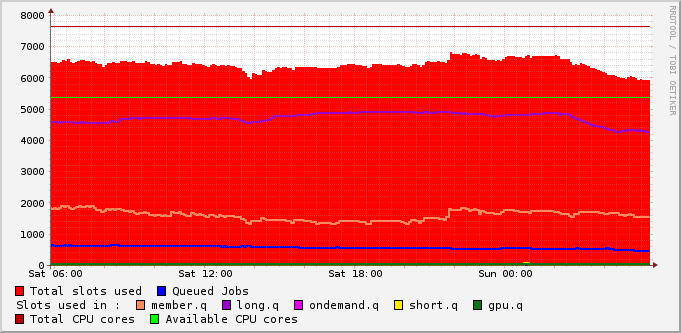 8000
7000
6000
5000
4000
3000
2000
1000
0
Sat 06:00 Sat 12:00 Sat 18:00 Sun 00:00
RRDTOOL / TOBI OETIKER
Total slots used Queued Jobs
Slots used in : member.q long.q ondemand.q short.q gpu.q
Total CPU cores Available CPU cores